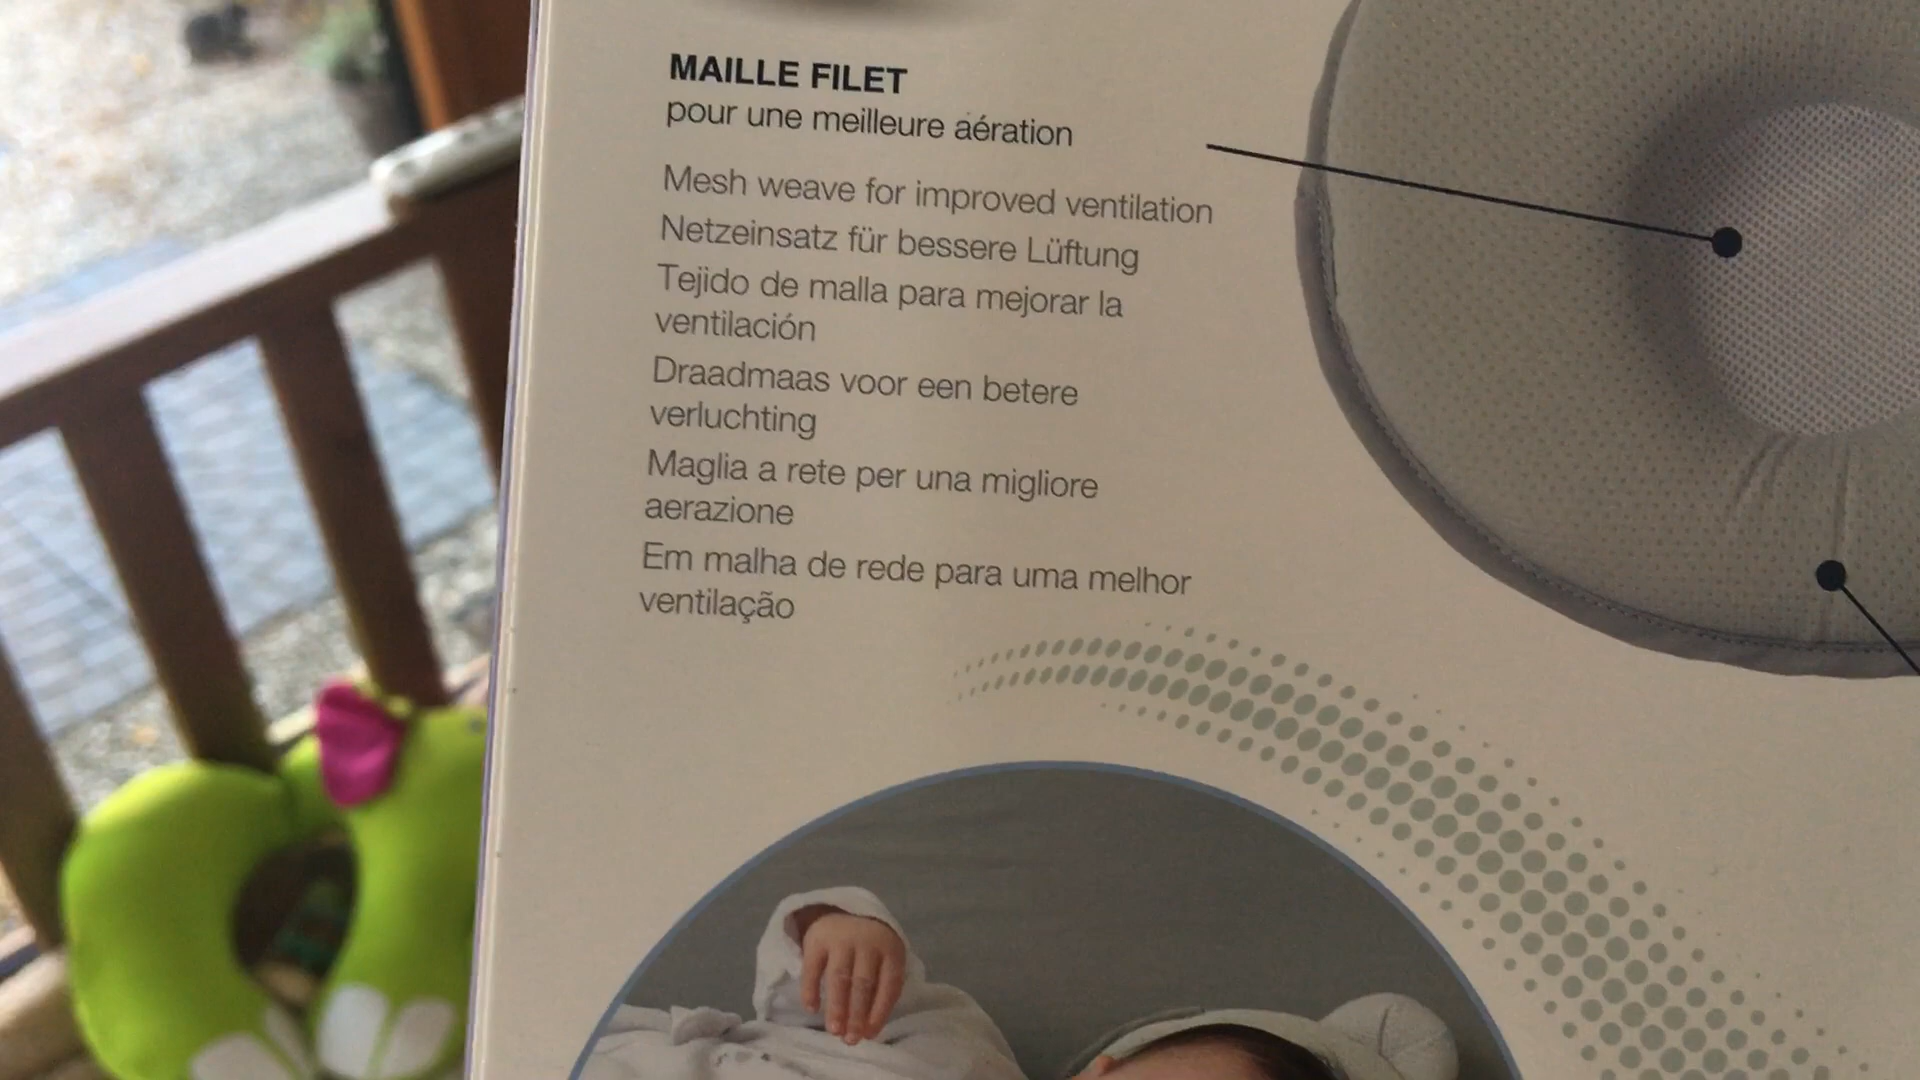 MAILLE FILET
pour une meilleure aération
Mesh weave for improved ventilation
Netzeinsatz für bessere Lüftung
Tejido de malla para mejorar la
ventilación
Draadmaas voor een betere
verluchting
Maglia a rete per una migliore
aerazione
Em malha de rede para uma melhor
ventilação